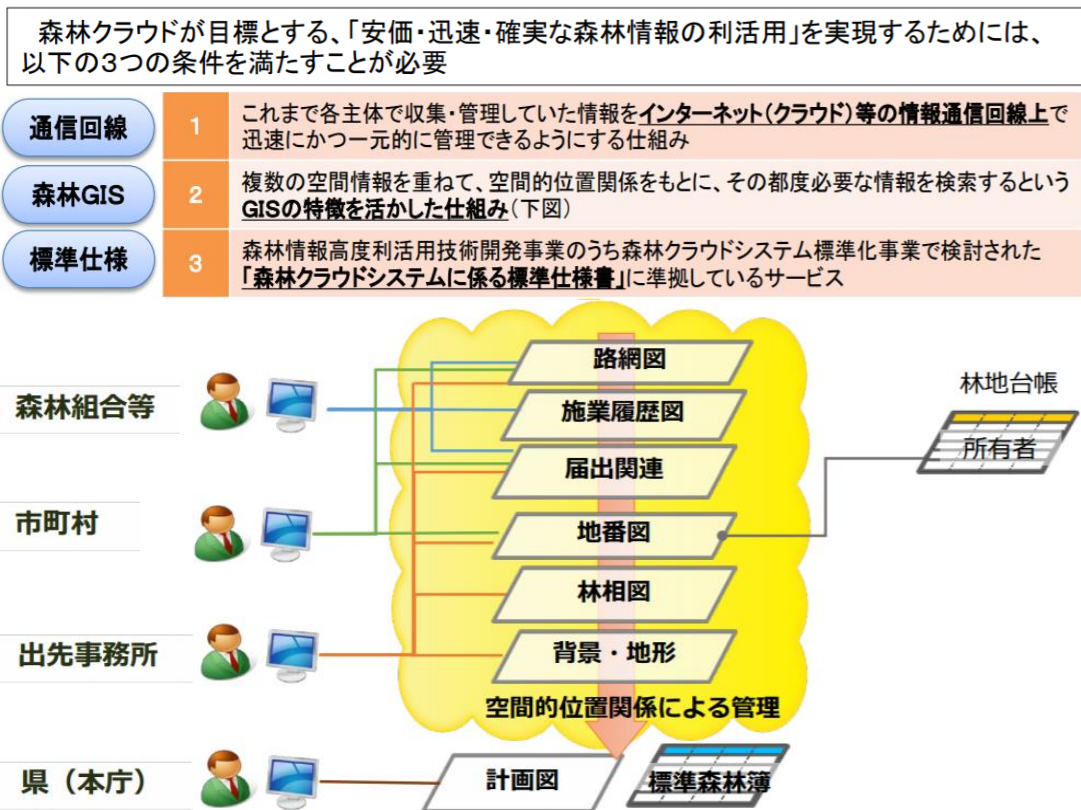 森林クラウドが目標とする、「安価・迅速・確実な森林情報の利活用」を実現するためには、
以下の3つの条件を満たすことが必要
通信回線
1
これまで各主体で収集・管理していた情報をインターネット（クラウド）等の情報通信回線上で
迅速にかつ一元的に管理できるようにする仕組み
森林GIS
2
複数の空間情報を重ねて、空間的位置関係をもとに、その都度必要な情報を検索するという
GISの特徴を活かした仕組み（下図）
標準仕様
3
森林情報高度利活用技術開発事業のうち森林クラウドシステム標準化事業で検討された
「森林クラウドシステムに係る標準仕様書」に準拠しているサービス
路網図
林地台帳
森林組合等
施業履歴図
所有者
届出関連
市町村
地番図
林相図
出先事務所
背景・地形
空間的位置関係による管理
県（本庁）
計画図
標準森林簿